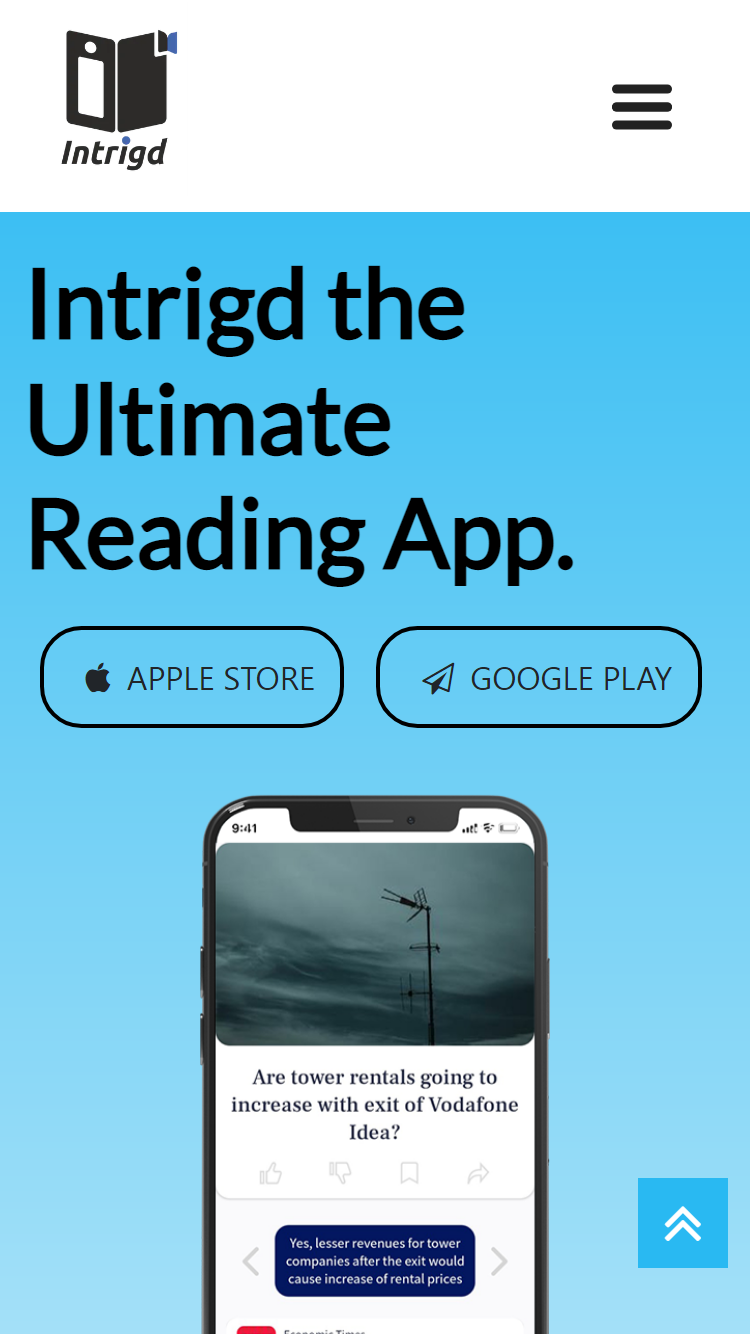 Intrigd
Intrigd the
Ultimate
Reading App.
APPLE STORE
GOOGLE PLAY
9:41
Are tower rentals going to
increase with exit of Vodafone
Idea?
Yes, lesser revenues for tower
companies after the exit would
cause increase of rental prices
Economic Times